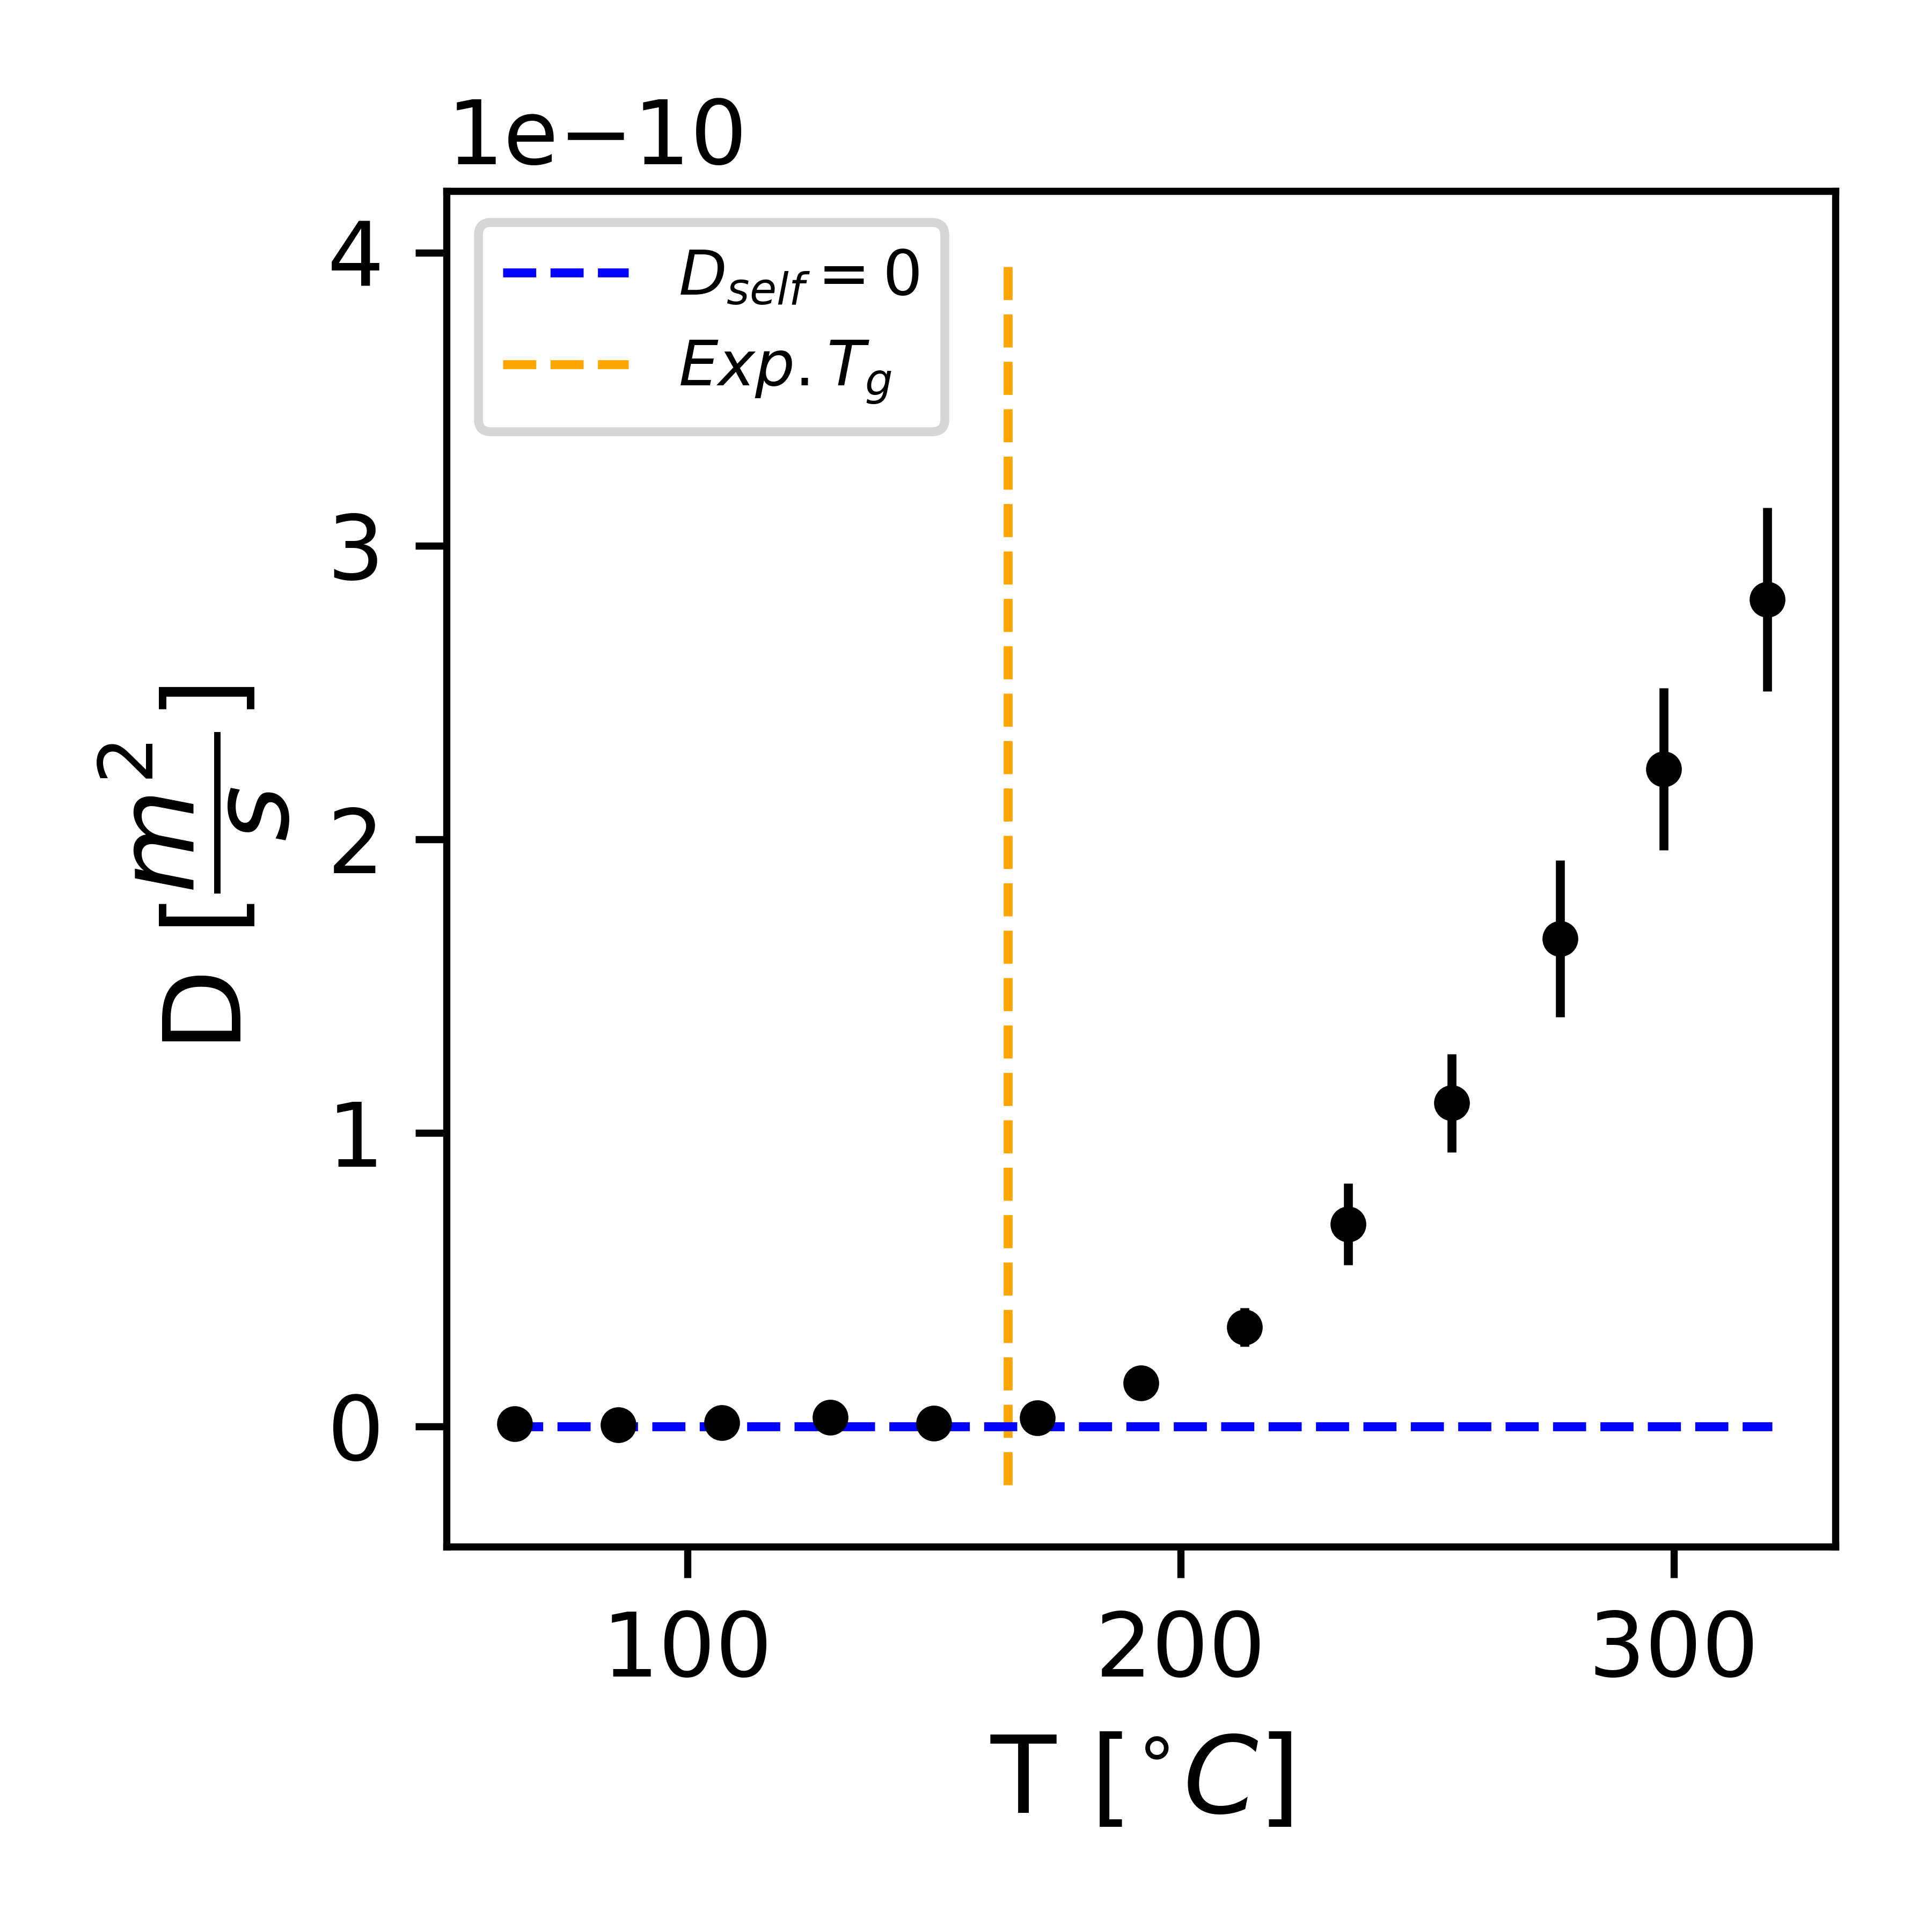 1e−10
4
3
2
1
0
D [m²/s]
D_self = 0
Exp. T_g
100 200 300
T [°C]